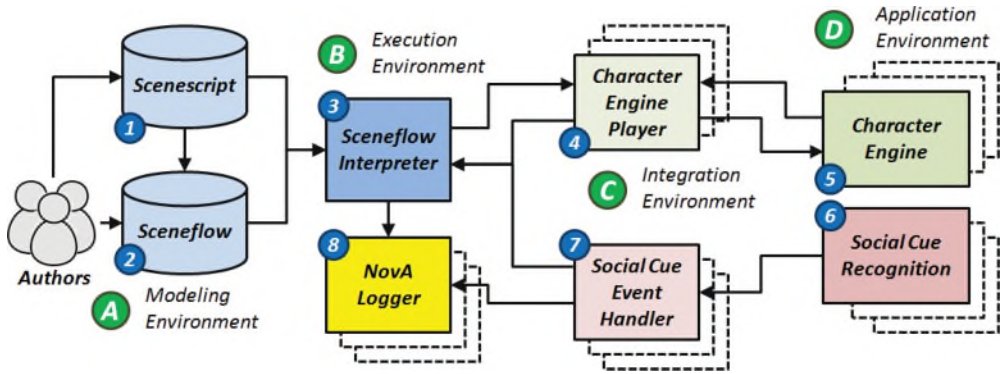 Scenescript
1
Sceneflow
2
Authors
A
Modeling
Environment
B
Execution
Environment
3
Sceneflow
Interpreter
8
NovA
Logger
Character
Engine
Player
4
C
Integration
Environment
7
Social Cue
Event
Handler
D
Application
Environment
Character
Engine
5
6
Social Cue
Recognition